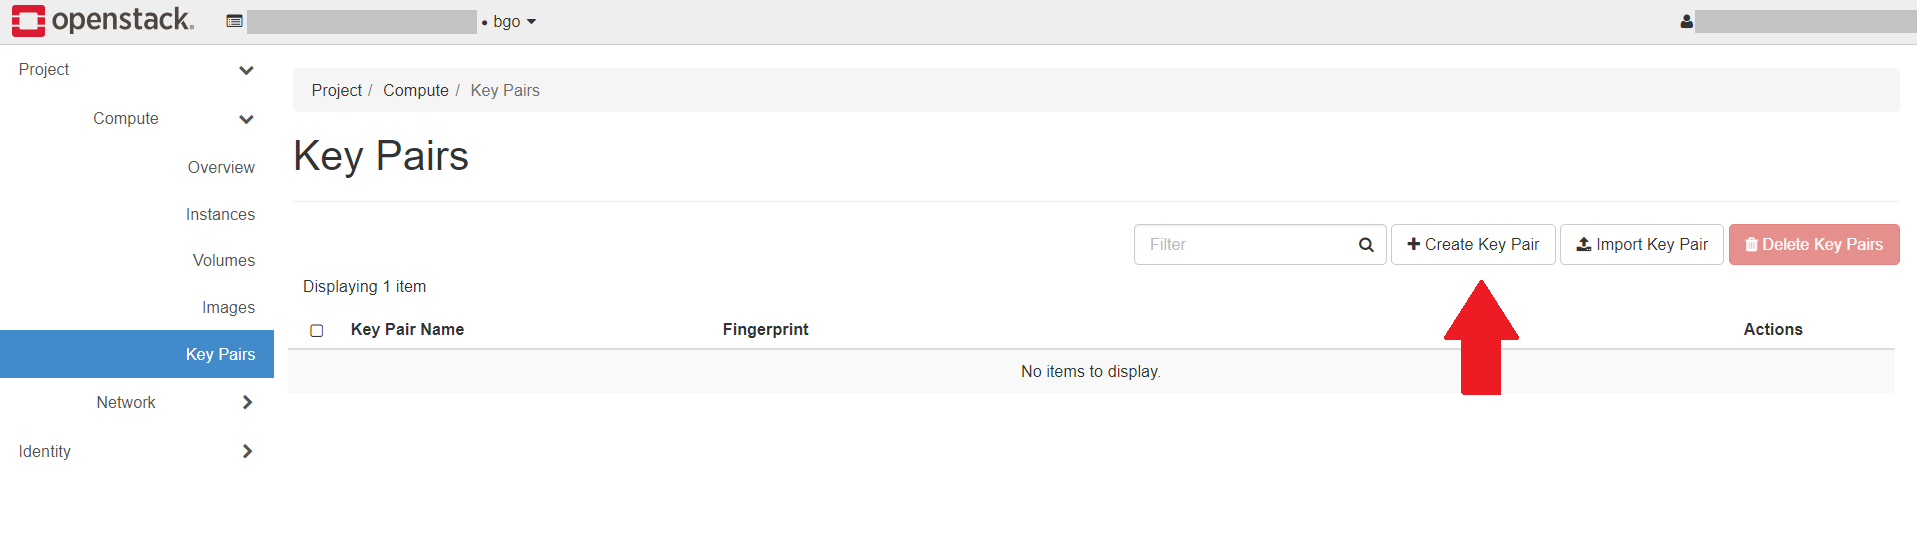 openstack. • bgo
Project
Project / Compute / Key Pairs
Compute
Key Pairs
Overview
Instances
Filter Create Key Pair Import Key Pair Delete Key Pairs
Volumes
Displaying 1 item
Images
Key Pair Name Fingerprint Actions
Key Pairs
No items to display.
Network
Identity